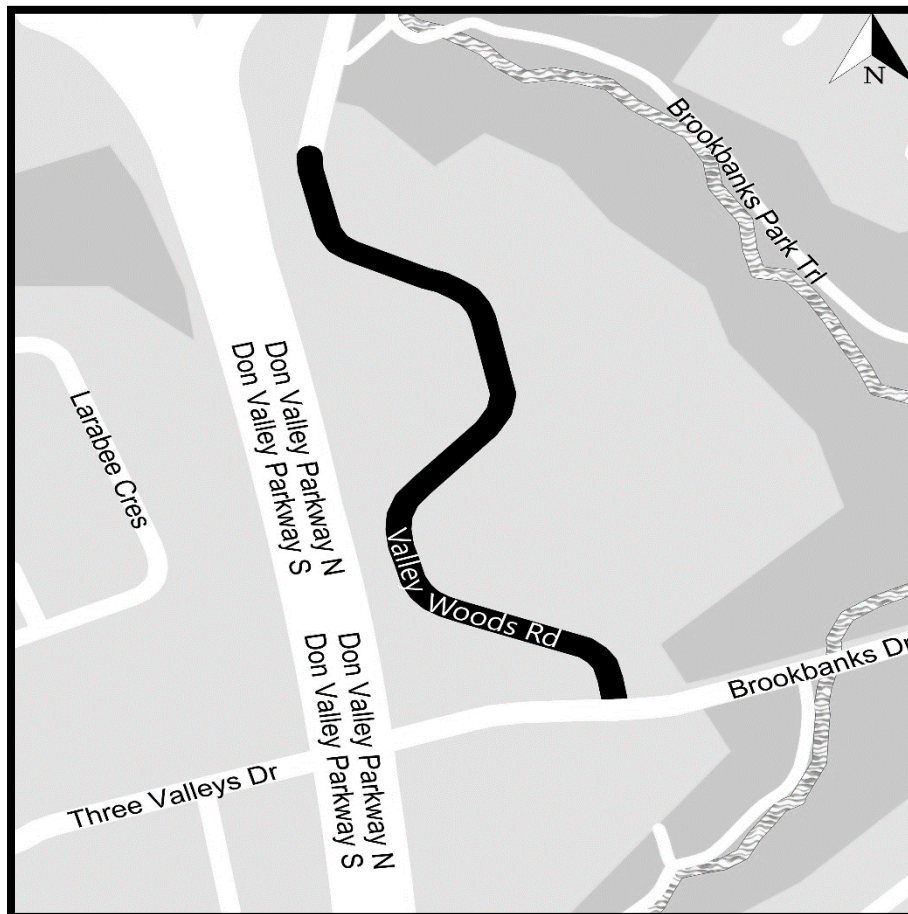 N
Brookbanks Park Trl
Don Valley Parkway N
Don Valley Parkway S
Larabee Cres
Valley Woods Rd
Don Valley Parkway N
Don Valley Parkway S
Brookbanks Dr
Three Valleys Dr